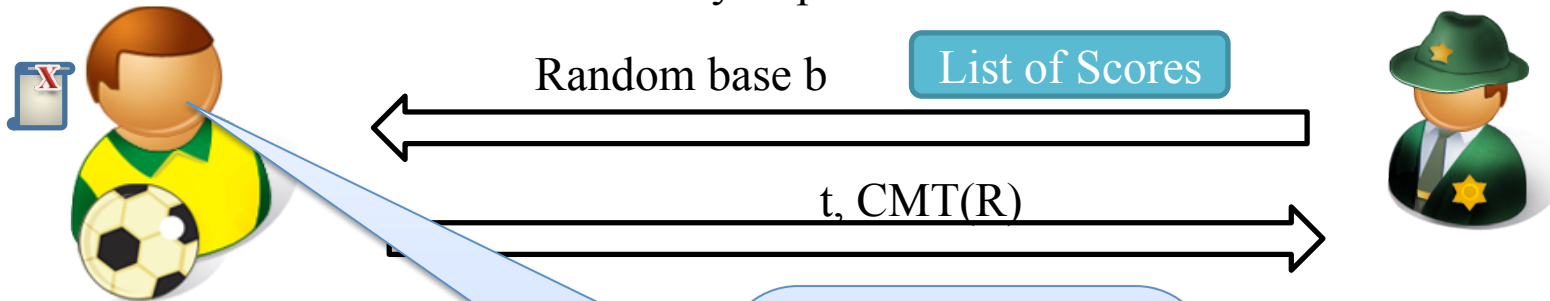 X
Random base b
List of Scores
t, CMT(R)